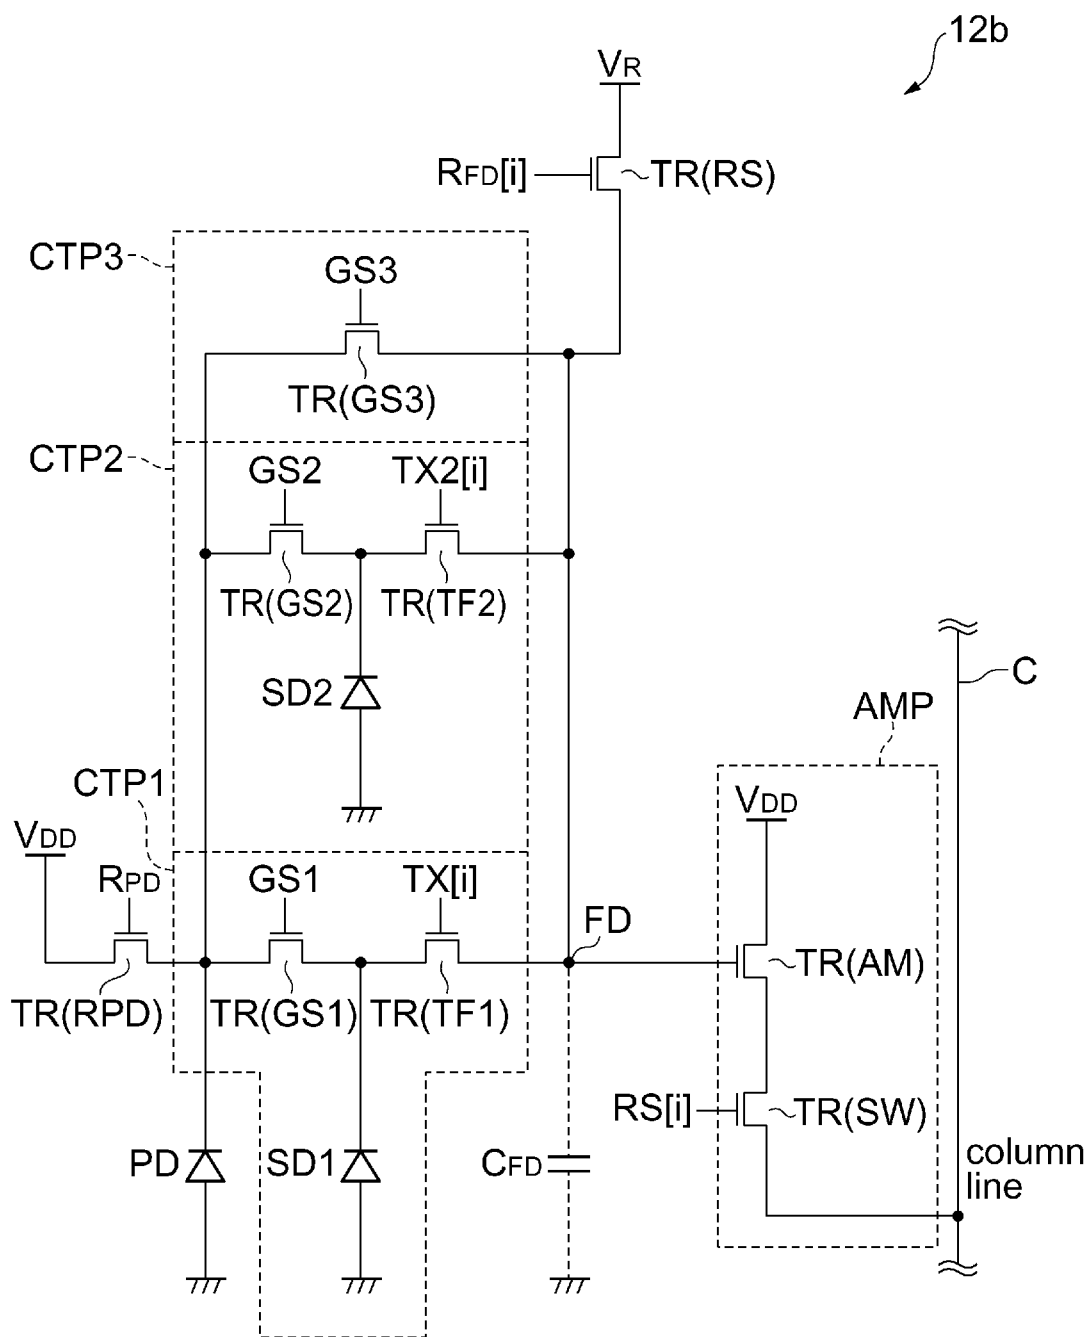 12b
VR
RFD[i]
TR(RS)
CTP3
GS3
TR(GS3)
CTP2
GS2
TX2[i]
TR(GS2)
TR(TF2)
SD2
C
AMP
CTP1
VDD
VDD
RPD
GS1
TX[i]
FD
TR(RPD)
TR(GS1)
TR(TF1)
TR(AM)
RS[i]
TR(SW)
PD
SD1
CFD
column
line